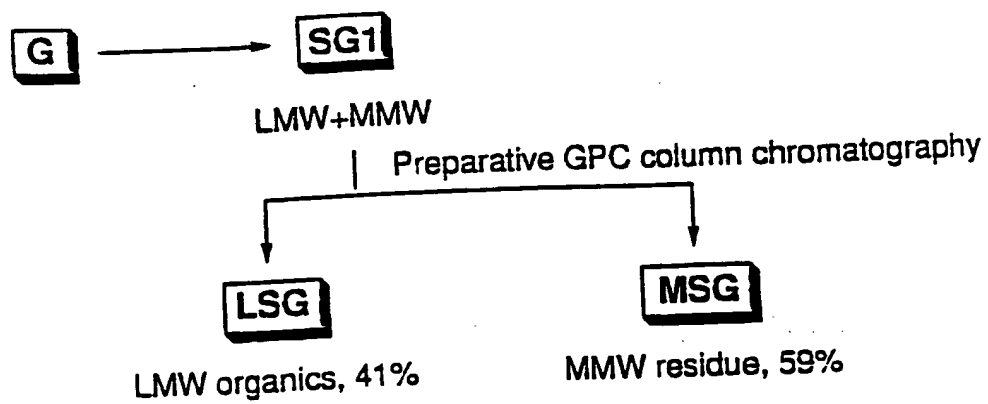 G
SG1
LMW+MMW
Preparative GPC column chromatography
LSG
MSG
LMW organics, 41%
MMW residue, 59%